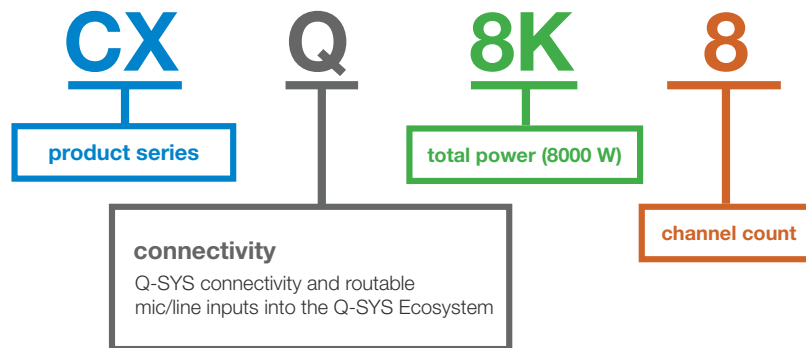 CX Q 8K 8
product series
total power (8000 W)
channel count
connectivity
Q-SYS connectivity and routable
mic/line inputs into the Q-SYS Ecosystem